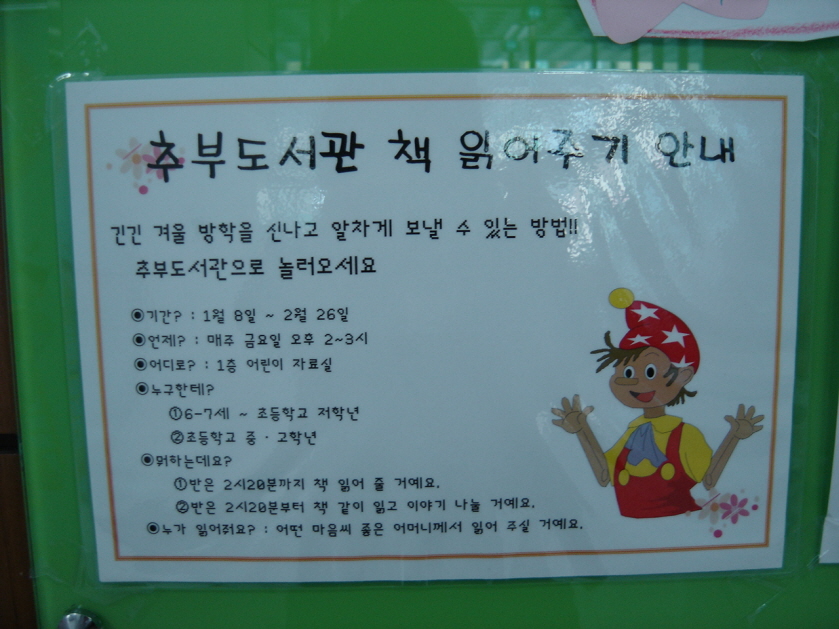 추부도서관 책 읽어주기 안내
긴긴 겨울 방학을 신나고 알차게 보낼 수 있는 방법!!
추부도서관으로 놀러오세요
◉기간? : 1월 8일 ~ 2월 26일
◉언제? : 매주 금요일 오후 2~3시
◉어디로? : 1층 어린이 자료실
◉누구한테?
①6-7세 ~ 초등학교 저학년
②초등학교 중 · 고학년
◉뭐하는데요?
①반은 2시20분까지 책 읽어 줄 거예요.
②반은 2시20분부터 책 같이 읽고 이야기 나눌 거예요.
◉누가 읽어줘요? : 어떤 마음씨 좋은 어머니께서 읽어 주실 거예요.